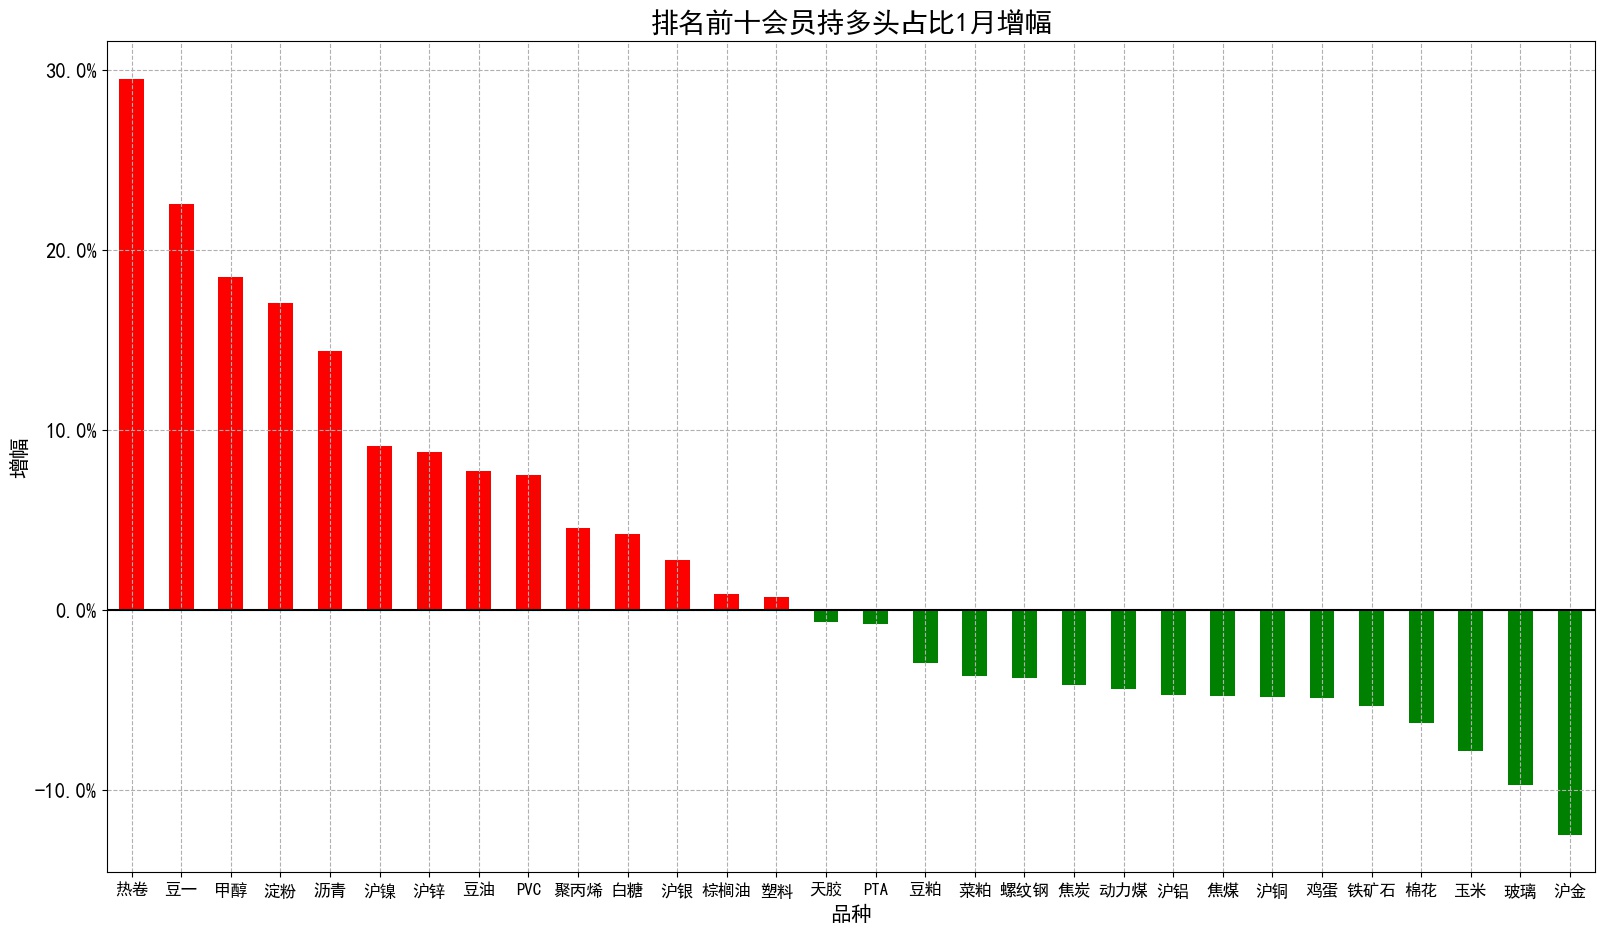 排名前十会员持多头占比1月增幅
30.0%
20.0%
10.0%
0.0%
−10.0%
增幅
热卷 豆一 甲醇 淀粉 沥青 沪镍 沪锌 豆油 PVC 聚丙烯 白糖 沪银 棕榈油 塑料 天胶 PTA 豆粕 菜粕 螺纹钢 焦炭 动力煤 沪铝 焦煤 沪铜 鸡蛋 铁矿石 棉花 玉米 玻璃 沪金
品种